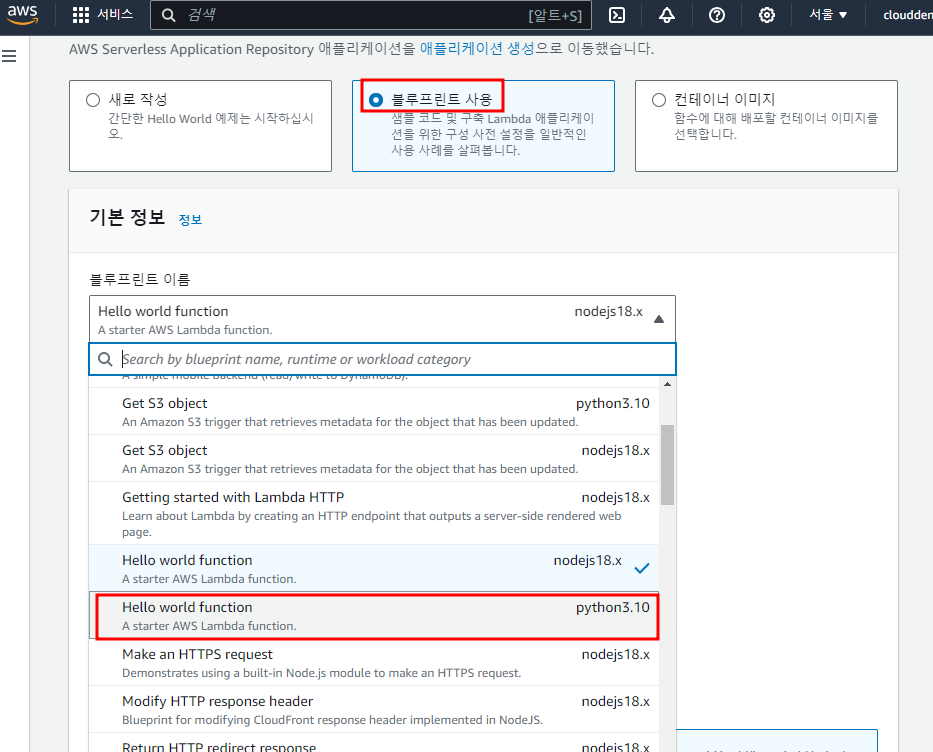 aws
서비스
검색
[알트+S]
서울 ▼
cloudden
AWS Serverless Application Repository 애플리케이션을 애플리케이션 생성으로 이동했습니다.
새로 작성
간단한 Hello World 예제는 시작하십시
오.
블루프린트 사용
샘플 코드 및 구축 Lambda 애플리케이
션을 위한 구성 사전 설정을 일반적인
사용 사례를 살펴봅니다.
컨테이너 이미지
함수에 대해 배포할 컨테이너 이미지를
선택합니다.
기본 정보 정보
블루프린트 이름
Hello world function nodejs18.x
A starter AWS Lambda function.
Search by blueprint name, runtime or workload category
A simple mobile backend (read/write to DynamoDB).
Get S3 object python3.10
An Amazon S3 trigger that retrieves metadata for the object that has been updated.
Get S3 object nodejs18.x
An Amazon S3 trigger that retrieves metadata for the object that has been updated.
Getting started with Lambda HTTP nodejs18.x
Learn about Lambda by creating an HTTP endpoint that outputs a server-side rendered web
page.
Hello world function nodejs18.x
A starter AWS Lambda function.
Hello world function python3.10
A starter AWS Lambda function.
Make an HTTPS request nodejs18.x
Demonstrates using a built-in Node.js module to make an HTTPS request.
Modify HTTP response header nodejs18.x
Blueprint for modifying CloudFront response header implemented in NodeJS.
Return HTTP redirect response nodejs18.x